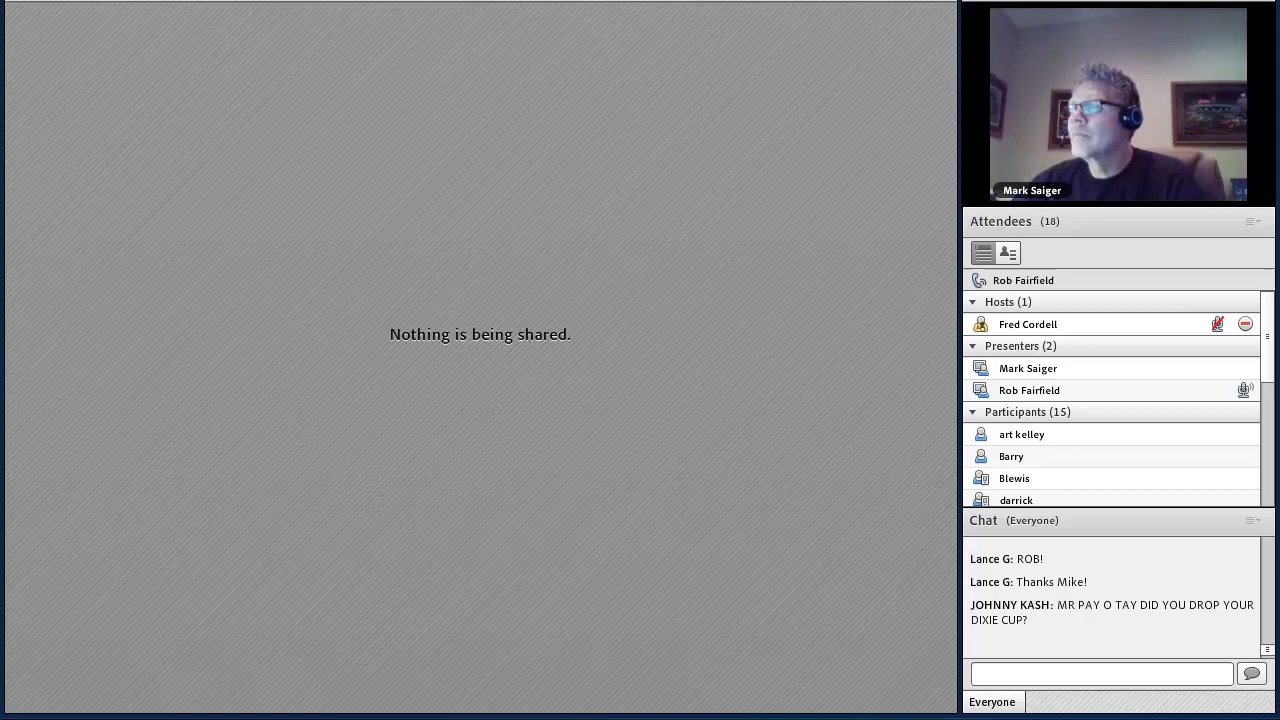 Nothing is being shared.
Mark Saiger
Attendees (18)
Rob Fairfield
Hosts (1)
Fred Cordell
Presenters (2)
Mark Saiger
Rob Fairfield
Participants (15)
art kelley
Barry
Blewis
darrick
Chat (Everyone)
Lance G: ROB!
Lance G: Thanks Mike!
JOHNNY KASH: MR PAY O TAY DID YOU DROP YOUR
DIXIE CUP?
Everyone